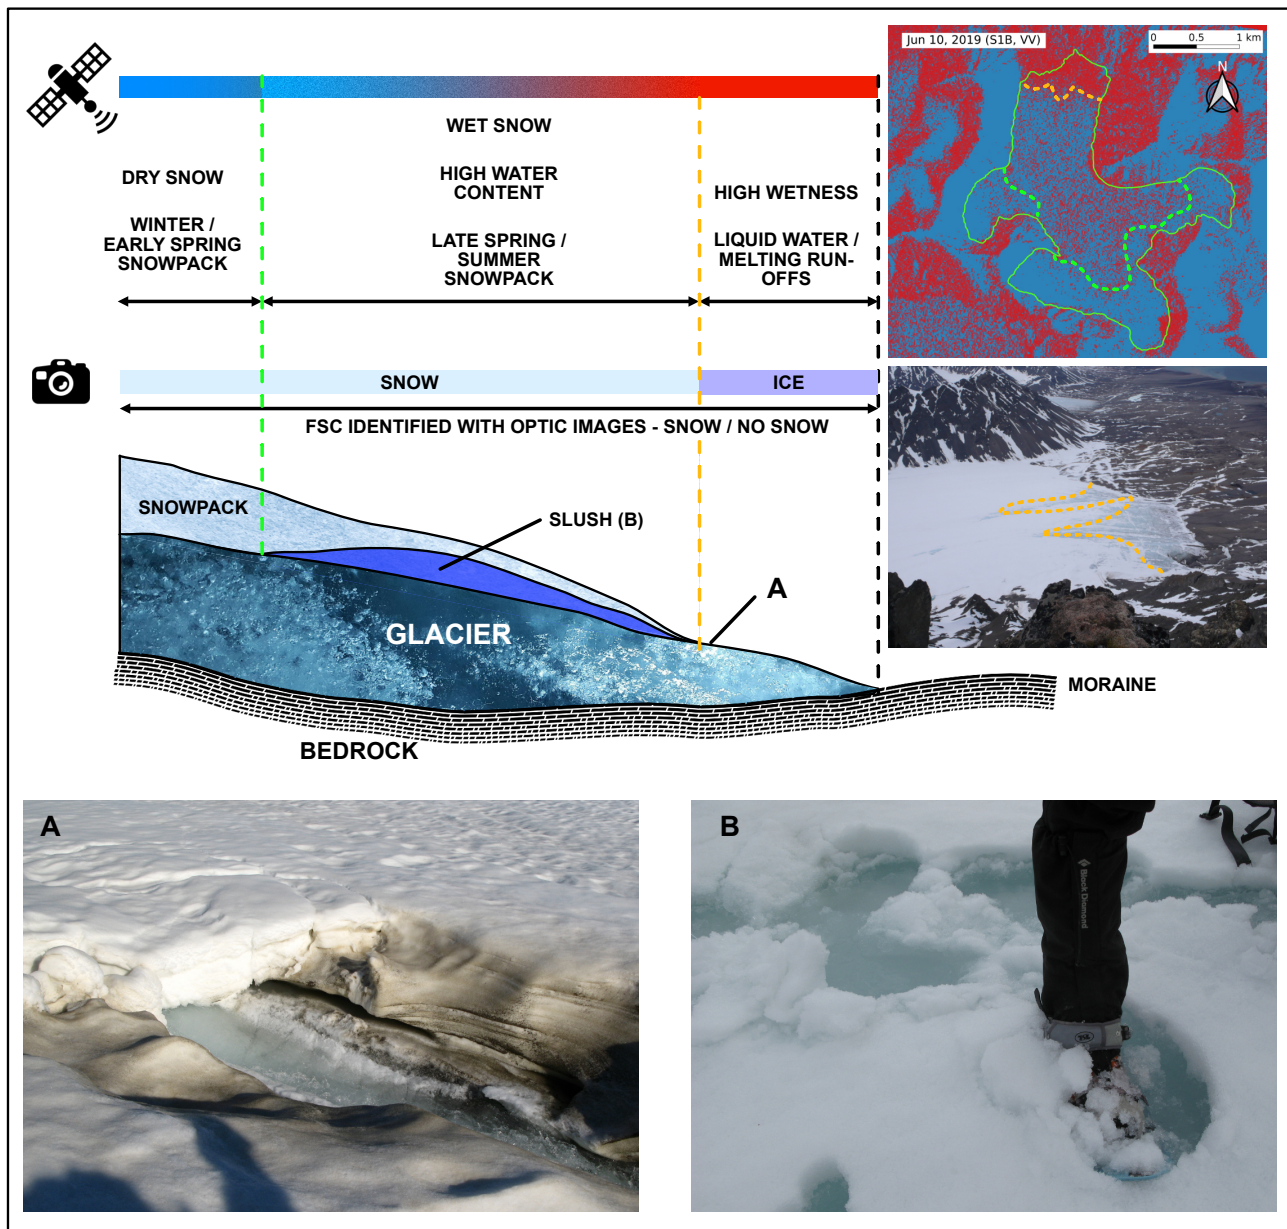 Jun 10, 2019 (S1B, VV)
0 0.5 1 km
N
WET SNOW
DRY SNOW
HIGH WATER
CONTENT
HIGH WETNESS
WINTER /
EARLY SPRING
SNOWPACK
LATE SPRING /
SUMMER
SNOWPACK
LIQUID WATER /
MELTING RUN-
OFFS
SNOW
ICE
FSC IDENTIFIED WITH OPTIC IMAGES - SNOW / NO SNOW
SNOWPACK
SLUSH (B)
A
GLACIER
MORAINE
BEDROCK
A
B
Black Diamond